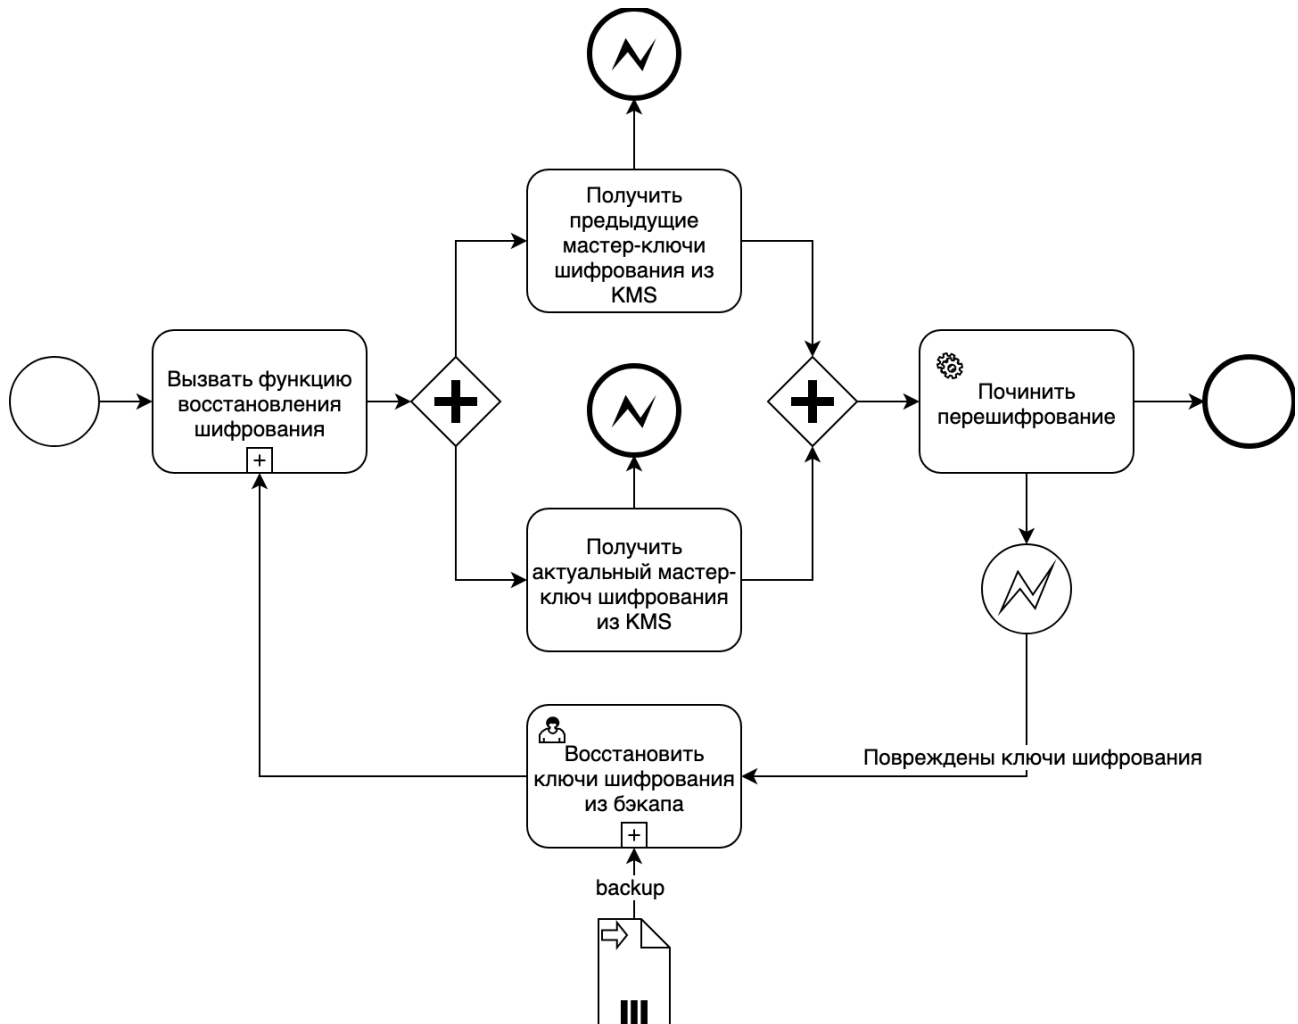 Получить
предыдущие
мастер-ключи
шифрования из
KMS
Вызвать функцию
восстановления
шифрования
Починить
перешифрование
Получить
актуальный мастер-
ключ шифрования
из KMS
Повреждены ключи шифрования
Восстановить
ключи шифрования
из бэкапа
backup